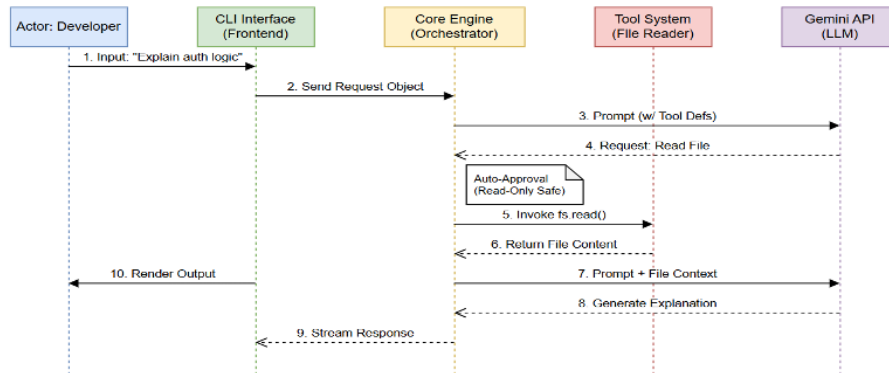 Actor: Developer
CLI Interface
(Frontend)
Core Engine
(Orchestrator)
Tool System
(File Reader)
Gemini API
(LLM)
1. Input: "Explain auth logic"
2. Send Request Object
3. Prompt (w/ Tool Defs)
4. Request: Read File
Auto-Approval
(Read-Only Safe)
5. Invoke fs.read()
6. Return File Content
10. Render Output
7. Prompt + File Context
8. Generate Explanation
9. Stream Response